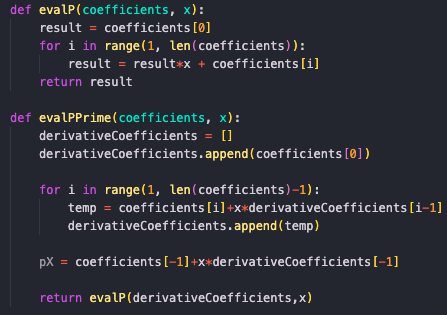 def evalP(coefficients, x):
    result = coefficients[0]
    for i in range(1, len(coefficients)):
        result = result*x + coefficients[i]
    return result

def evalPPrime(coefficients, x):
    derivativeCoefficients = []
    derivativeCoefficients.append(coefficients[0])

    for i in range(1, len(coefficients)-1):
        temp = coefficients[i]+x*derivativeCoefficients[i-1]
        derivativeCoefficients.append(temp)

    pX = coefficients[-1]+x*derivativeCoefficients[-1]

    return evalP(derivativeCoefficients,x)